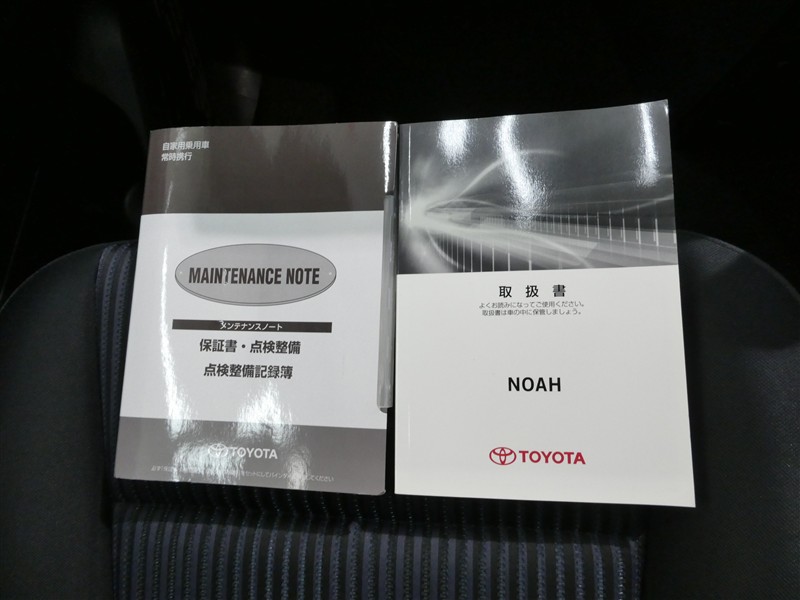 自家用乗用車
常時携行
MAINTENANCE NOTE
メンテナンスノート
保証書・点検整備
点検整備記録簿
TOYOTA
取扱書
よくお読みになってご使用ください。
取扱書は車の中に保管しましょう。
NOAH
TOYOTA